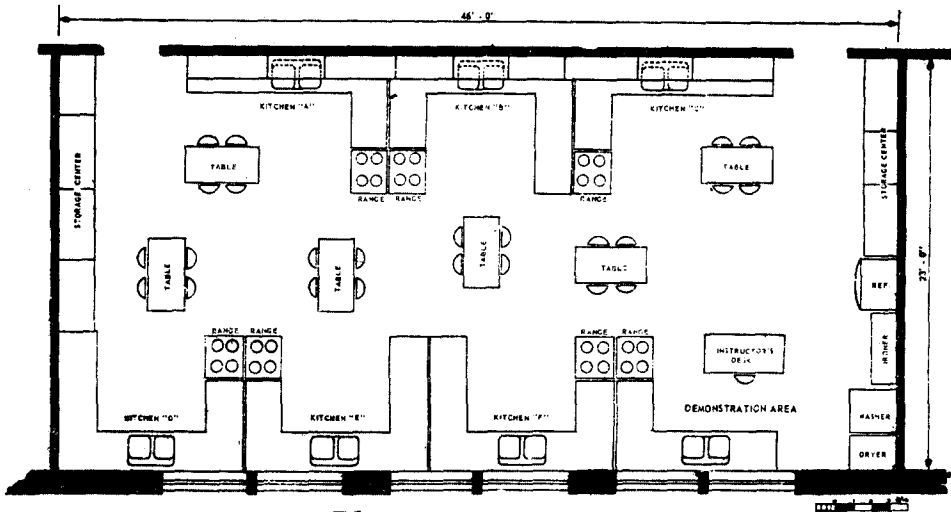 46' - 0'
KITCHEN "A"
KITCHEN "B"
KITCHEN "C"
STORAGE CENTER
TABLE
TABLE
STORAGE CENTER
RANGE
RANGE
RANGE
TABLE
TABLE
TABLE
TABLE
REF.
23' - 0"
RANGE
RANGE
RANGE
RANGE
INSTRUCTOR'S
DESK
IRONER
KITCHEN "D"
KITCHEN "E"
KITCHEN "F"
DEMONSTRATION AREA
WASHER
DRYER